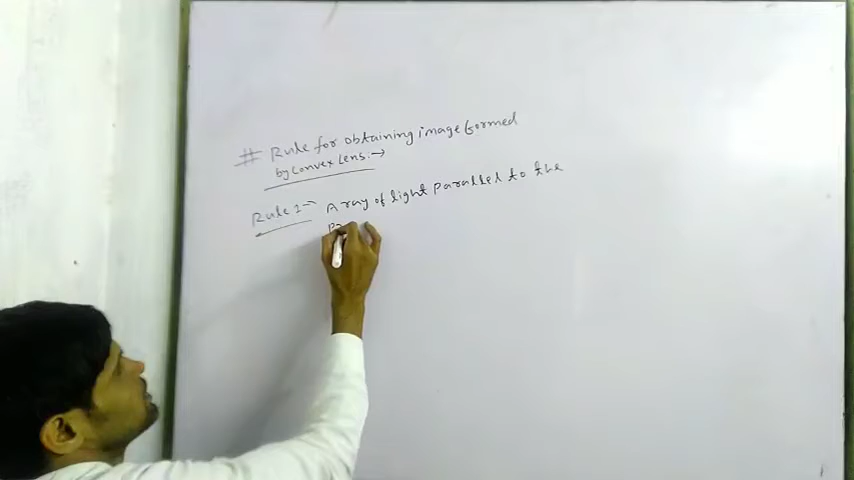 # Rule for obtaining image formed
by Convex Lens. →
Rule 1 → A ray of light parallel to the